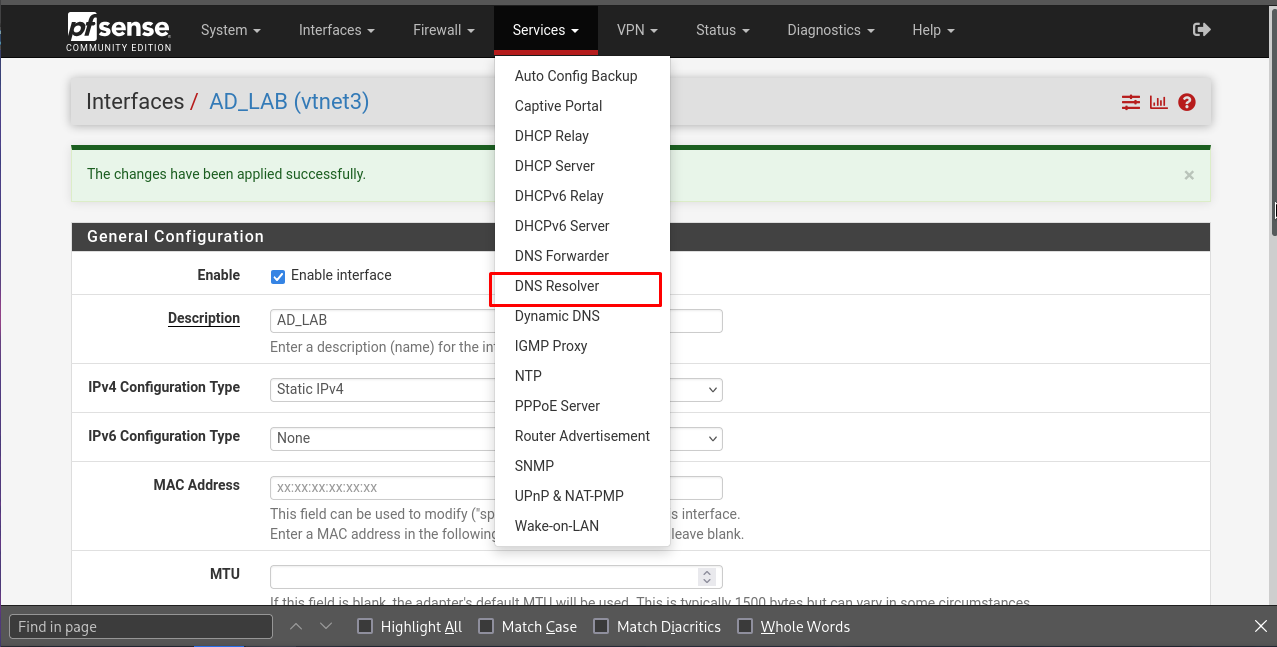 pfsense
COMMUNITY EDITION
System Interfaces Firewall Services VPN Status Diagnostics Help
Auto Config Backup
Captive Portal
DHCP Relay
DHCP Server
DHCPv6 Relay
DHCPv6 Server
DNS Forwarder
DNS Resolver
Dynamic DNS
IGMP Proxy
NTP
PPPoE Server
Router Advertisement
SNMP
UPnP & NAT-PMP
Wake-on-LAN
Interfaces / AD_LAB (vtnet3)
The changes have been applied successfully. ×
General Configuration
Enable Enable interface
Description AD_LAB
Enter a description (name) for the
IPv4 Configuration Type Static IPv4
IPv6 Configuration Type None
MAC Address xx:xx:xx:xx:xx:xx
This field can be used to modify ("sp s interface.
Enter a MAC address in the following leave blank.
MTU
If this field is blank, the adapter's default MTU will be used. This is typically 1500 bytes but can vary in some circumstances.
Find in page Highlight All Match Case Match Diacritics Whole Words